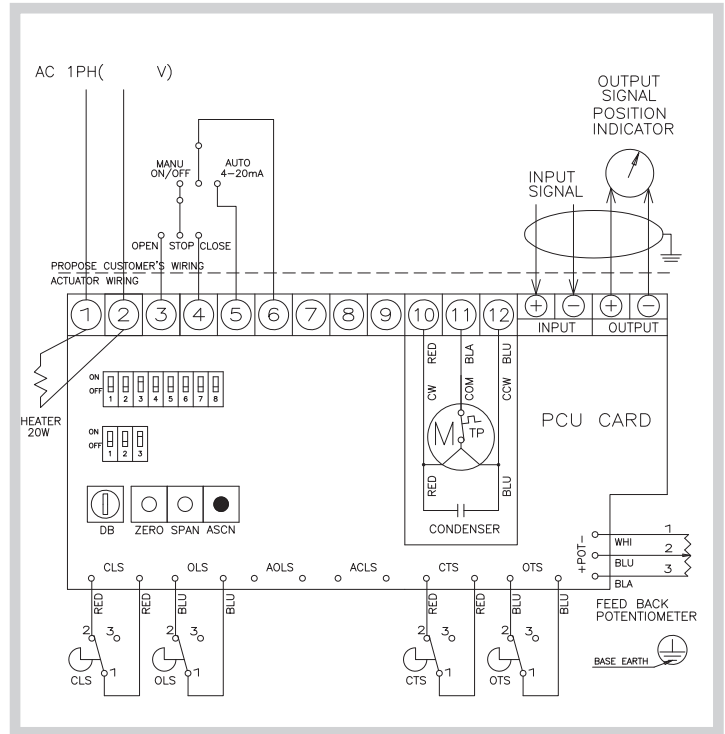 AC 1PH( V)
OUTPUT
SIGNAL
POSITION
INDICATOR
MANU
ON/OFF
AUTO
4-20mA
INPUT
SIGNAL
OPEN STOP CLOSE
PROPOSE CUSTOMER'S WIRING
ACTUATOR WIRING
1 2 3 4 5 6 7 8 9 10 11 12 + - + -
INPUT OUTPUT
RED BLA BLU
CW COM CCW
HEATER
20W
ON
OFF
1 2 3 4 5 6 7 8
ON
OFF
1 2 3
M TP
RED BLU
CONDENSER
PCU CARD
DB ZERO SPAN ASCN
+POT-
WHI 1
BLU 2
BLA 3
FEED BACK
POTENTIOMETER
CLS OLS AOLS ACLS CTS OTS
RED RED BLU BLU RED RED BLU BLU
2 3 2 3 2 3 2 3
1 1 1 1
CLS OLS CTS OTS
BASE EARTH